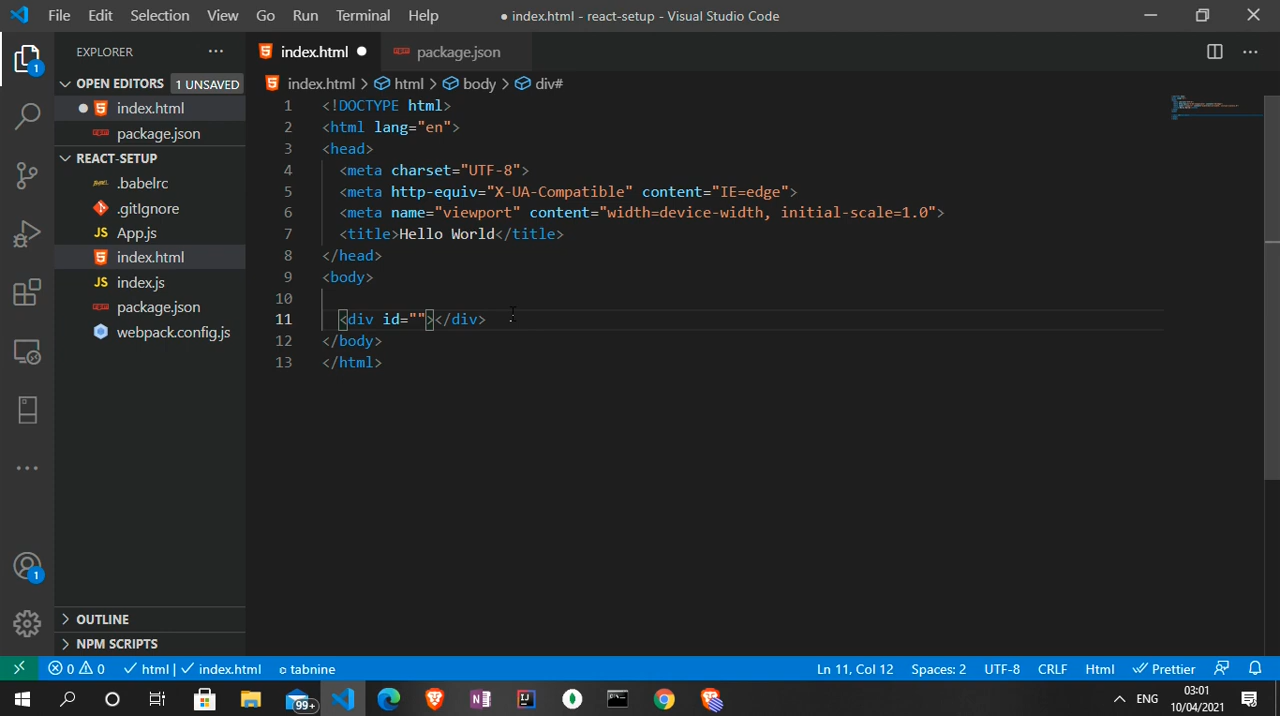 File Edit Selection View Go Run Terminal Help ● index.html - react-setup - Visual Studio Code
EXPLORER ···
index.html ● package.json
OPEN EDITORS 1 UNSAVED
● index.html
package.json
REACT-SETUP
.babelrc
.gitIgnore
JS App.js
index.html
JS index.js
package.json
webpack.config.js
OUTLINE
NPM SCRIPTS
1
1
index.html > html > body > div#
1 <!DOCTYPE html>
2 <html lang="en">
3 <head>
4 <meta charset="UTF-8">
5 <meta http-equiv="X-UA-Compatible" content="IE=edge">
6 <meta name="viewport" content="width=device-width, initial-scale=1.0">
7 <title>Hello World</title>
8 </head>
9 <body>
10
11 <div id=""></div>
12 </body>
13 </html>
0 0 html | index.html tabnine Ln 11, Col 12 Spaces: 2 UTF-8 CRLF Html Prettier
99+ ENG 03:01
10/04/2021